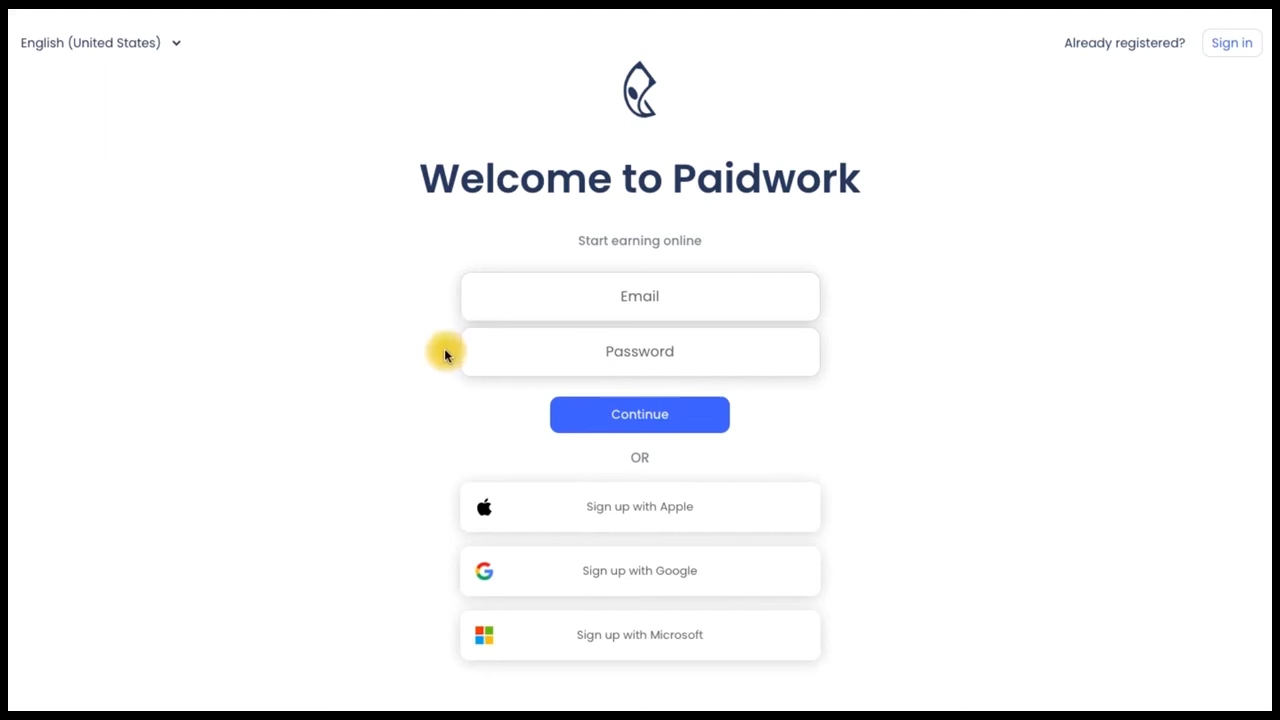 English (United States)
Already registered?
Sign in
Welcome to Paidwork
Start earning online
Email
Password
Continue
OR
Sign up with Apple
Sign up with Google
Sign up with Microsoft